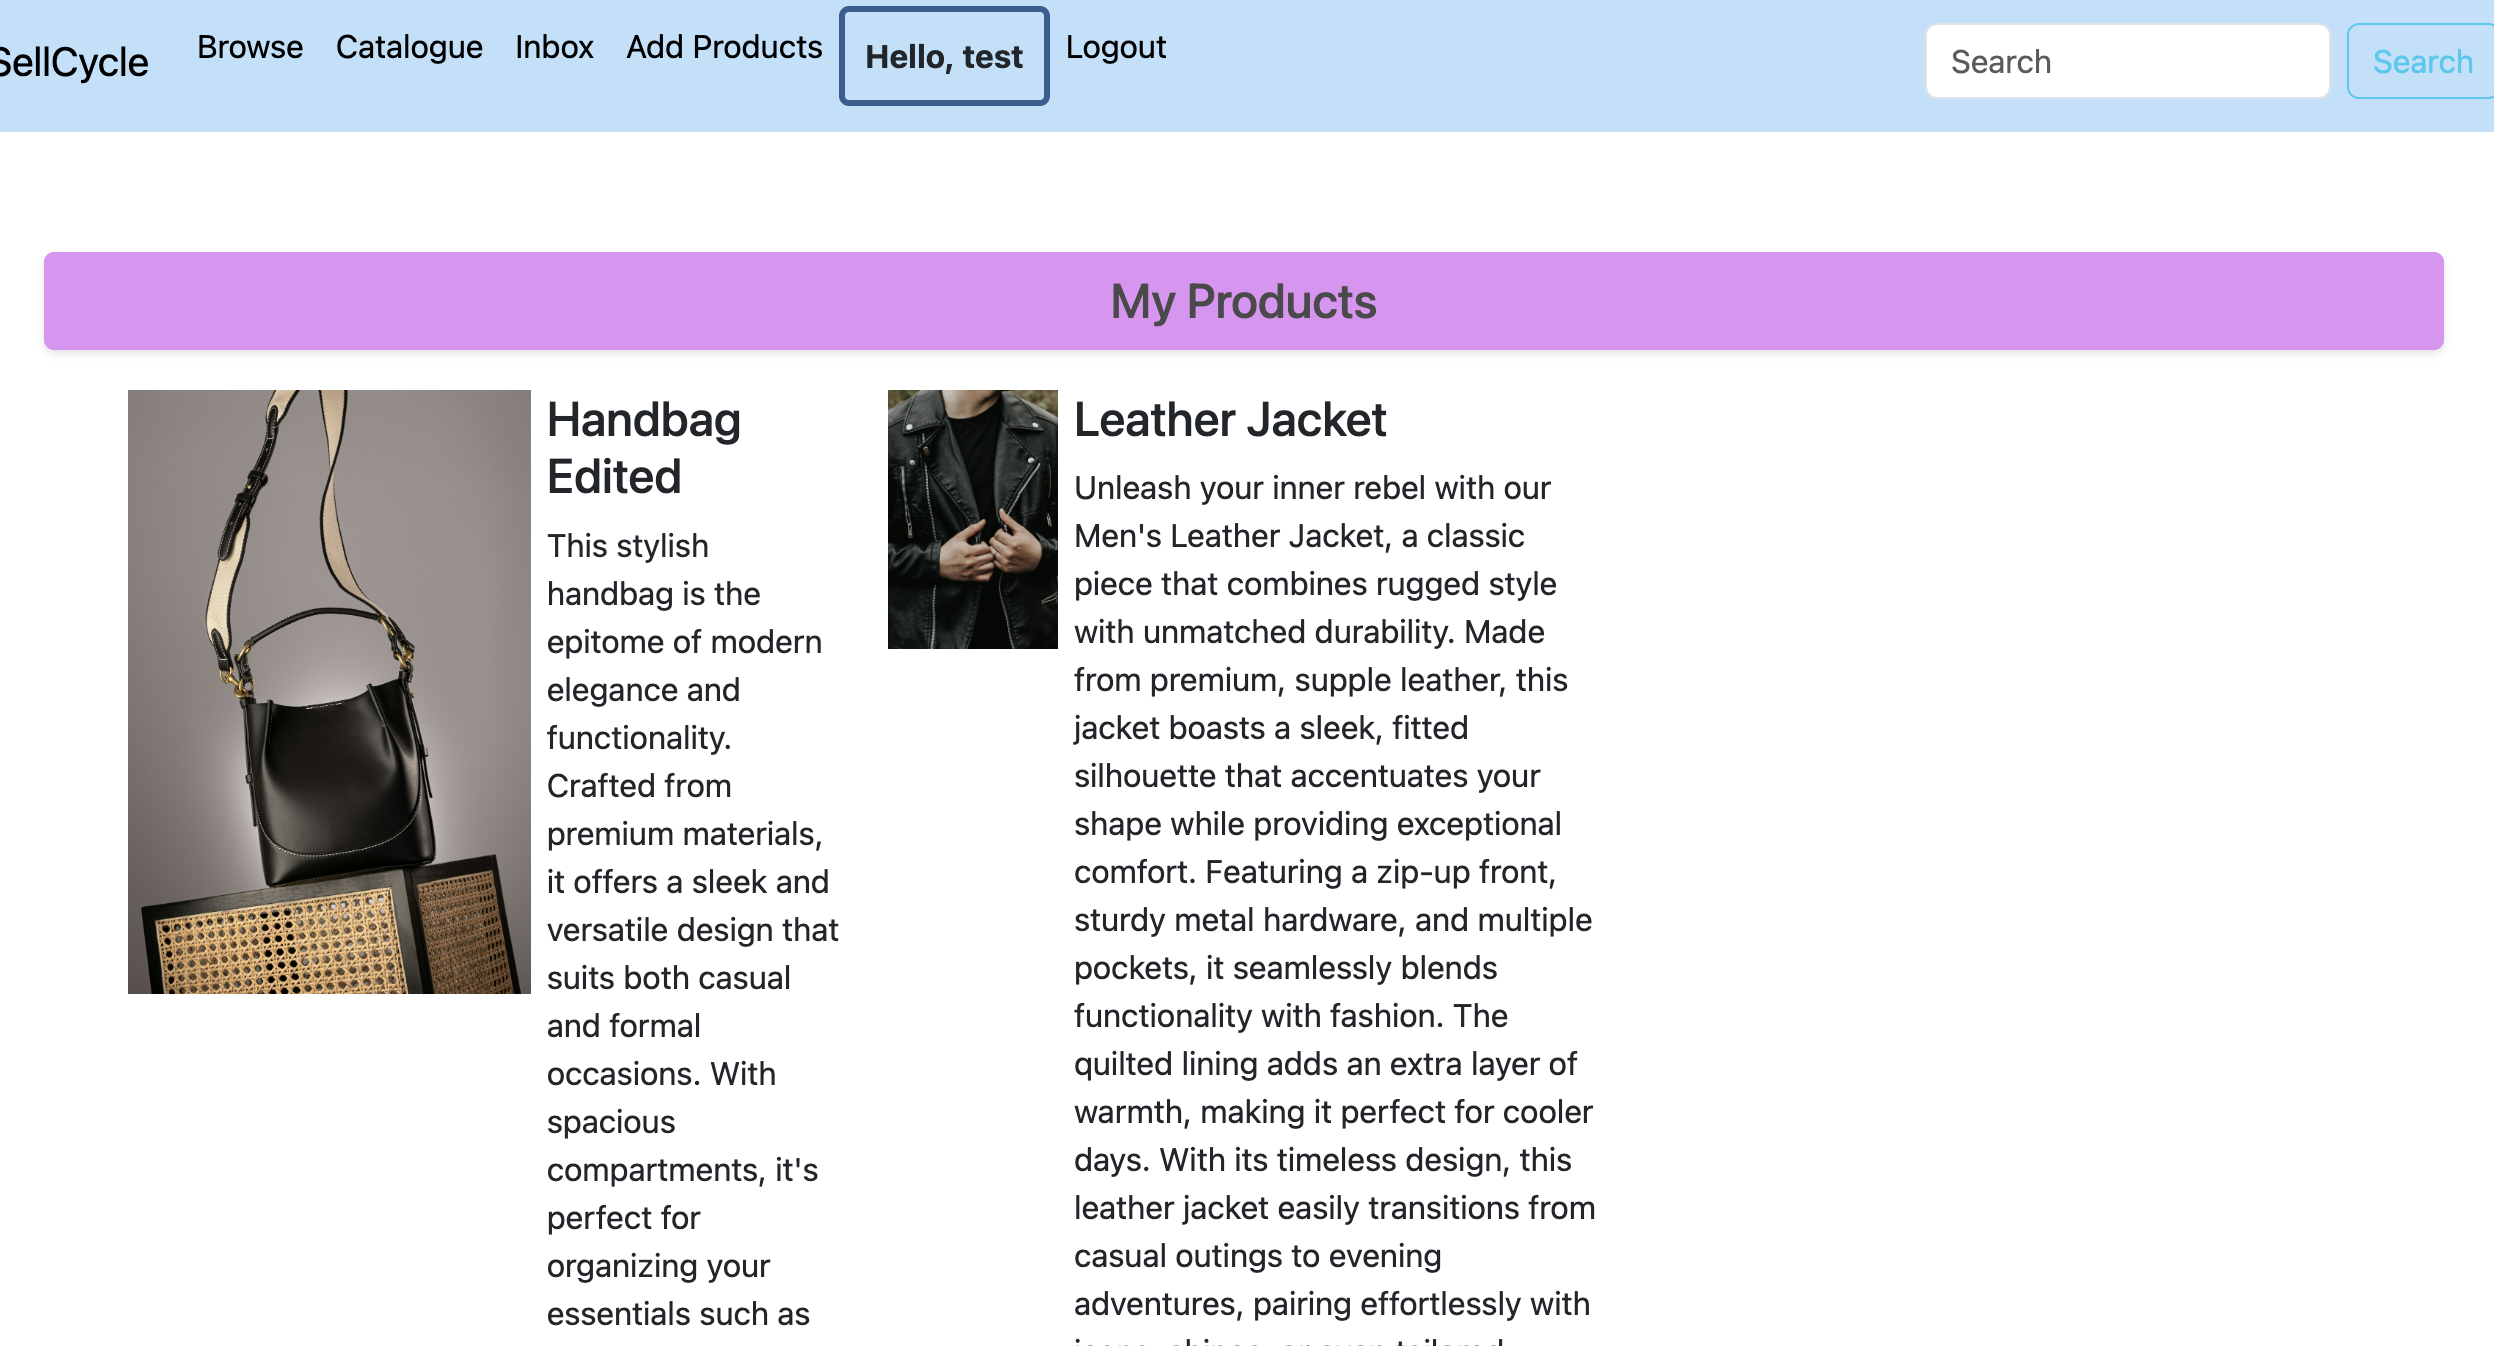 SellCycle Browse Catalogue Inbox Add Products Hello, test Logout Search Search
My Products
Handbag
Edited
This stylish
handbag is the
epitome of modern
elegance and
functionality.
Crafted from
premium materials,
it offers a sleek and
versatile design that
suits both casual
and formal
occasions. With
spacious
compartments, it's
perfect for
organizing your
essentials such as
Leather Jacket
Unleash your inner rebel with our
Men's Leather Jacket, a classic
piece that combines rugged style
with unmatched durability. Made
from premium, supple leather, this
jacket boasts a sleek, fitted
silhouette that accentuates your
shape while providing exceptional
comfort. Featuring a zip-up front,
sturdy metal hardware, and multiple
pockets, it seamlessly blends
functionality with fashion. The
quilted lining adds an extra layer of
warmth, making it perfect for cooler
days. With its timeless design, this
leather jacket easily transitions from
casual outings to evening
adventures, pairing effortlessly with